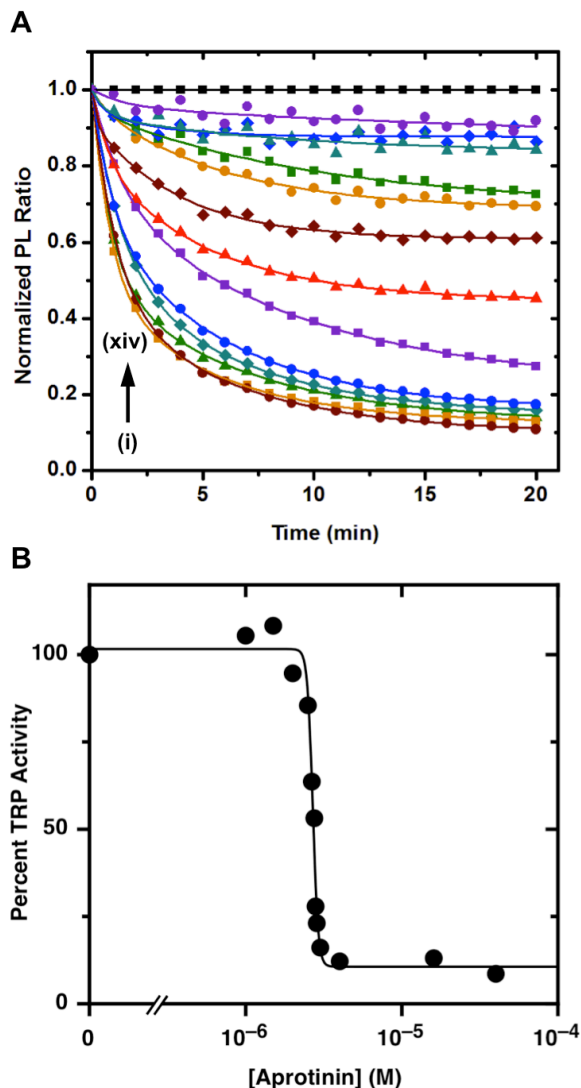 A
Normalized PL Ratio
1.0
0.8
0.6
0.4
0.2
0.0
(xiv)
(i)
0 5 10 15 20
Time (min)
B
Percent TRP Activity
100
50
0
0 10⁻⁶ 10⁻⁵ 10⁻⁴
[Aprotinin] (M)